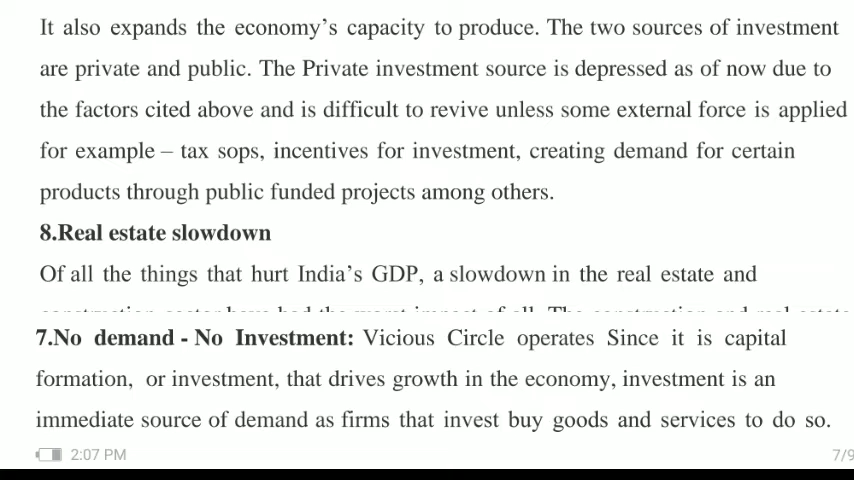 It also expands the economy’s capacity to produce. The two sources of investment
are private and public. The Private investment source is depressed as of now due to
the factors cited above and is difficult to revive unless some external force is applied
for example – tax sops, incentives for investment, creating demand for certain
products through public funded projects among others.
8.Real estate slowdown
Of all the things that hurt India’s GDP, a slowdown in the real estate and
7.No demand - No Investment: Vicious Circle operates Since it is capital
formation, or investment, that drives growth in the economy, investment is an
immediate source of demand as firms that invest buy goods and services to do so.
2:07 PM 7/9